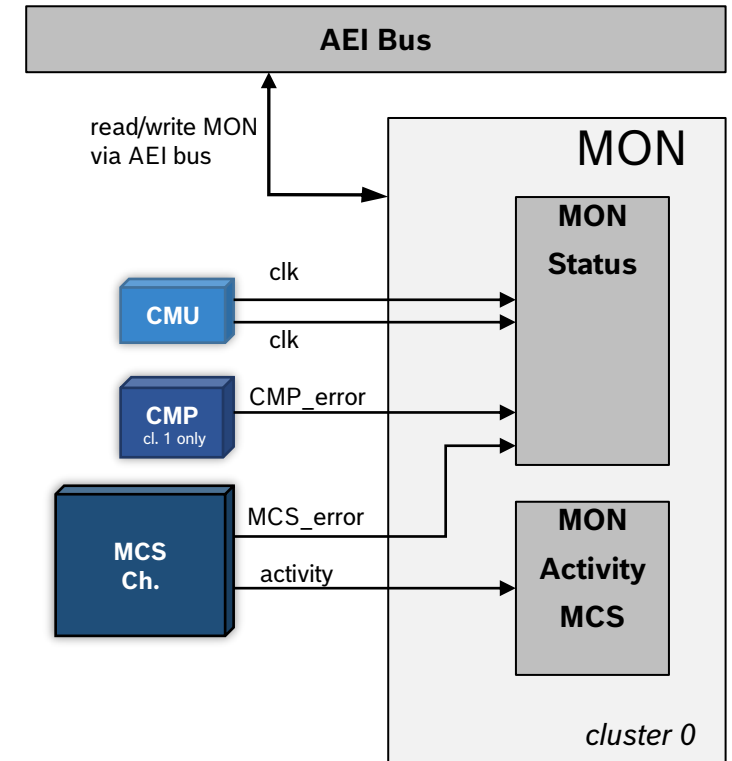 AEI Bus
read/write MON
via AEI bus
MON
MON
Status
clk
CMU
clk
CMP
cl. 1 only
CMP_error
MCS_error
MCS
Ch.
activity
MON
Activity
MCS
cluster 0